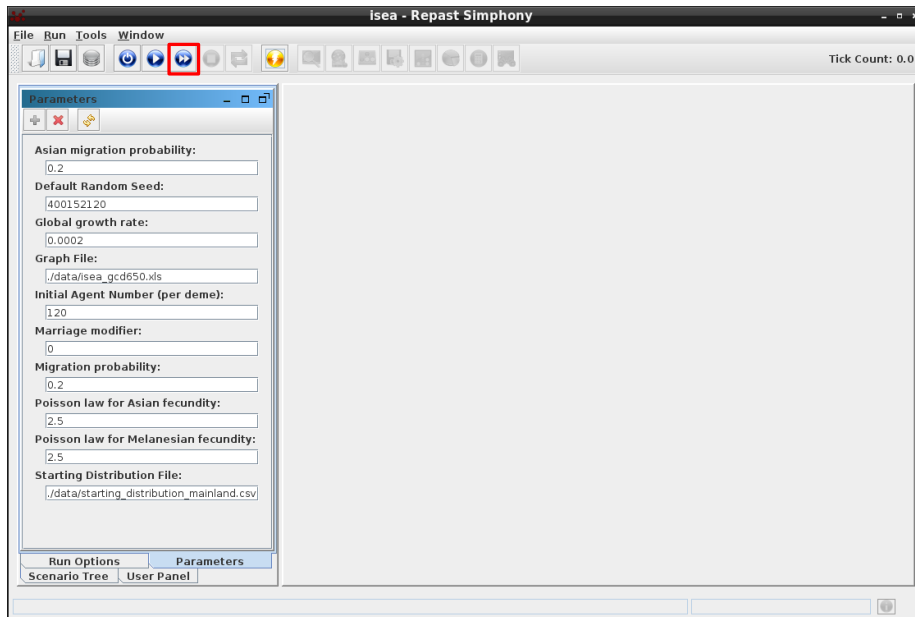 isea - Repast Simphony
File Run Tools Window
Tick Count: 0.0
Parameters
Asian migration probability:
0.2
Default Random Seed:
400152120
Global growth rate:
0.0002
Graph File:
./data/isea_gcd650.xls
Initial Agent Number (per deme):
120
Marriage modifier:
0
Migration probability:
0.2
Poisson law for Asian fecundity:
2.5
Poisson law for Melanesian fecundity:
2.5
Starting Distribution File:
./data/starting_distribution_mainland.csv
Run Options Parameters
Scenario Tree User Panel